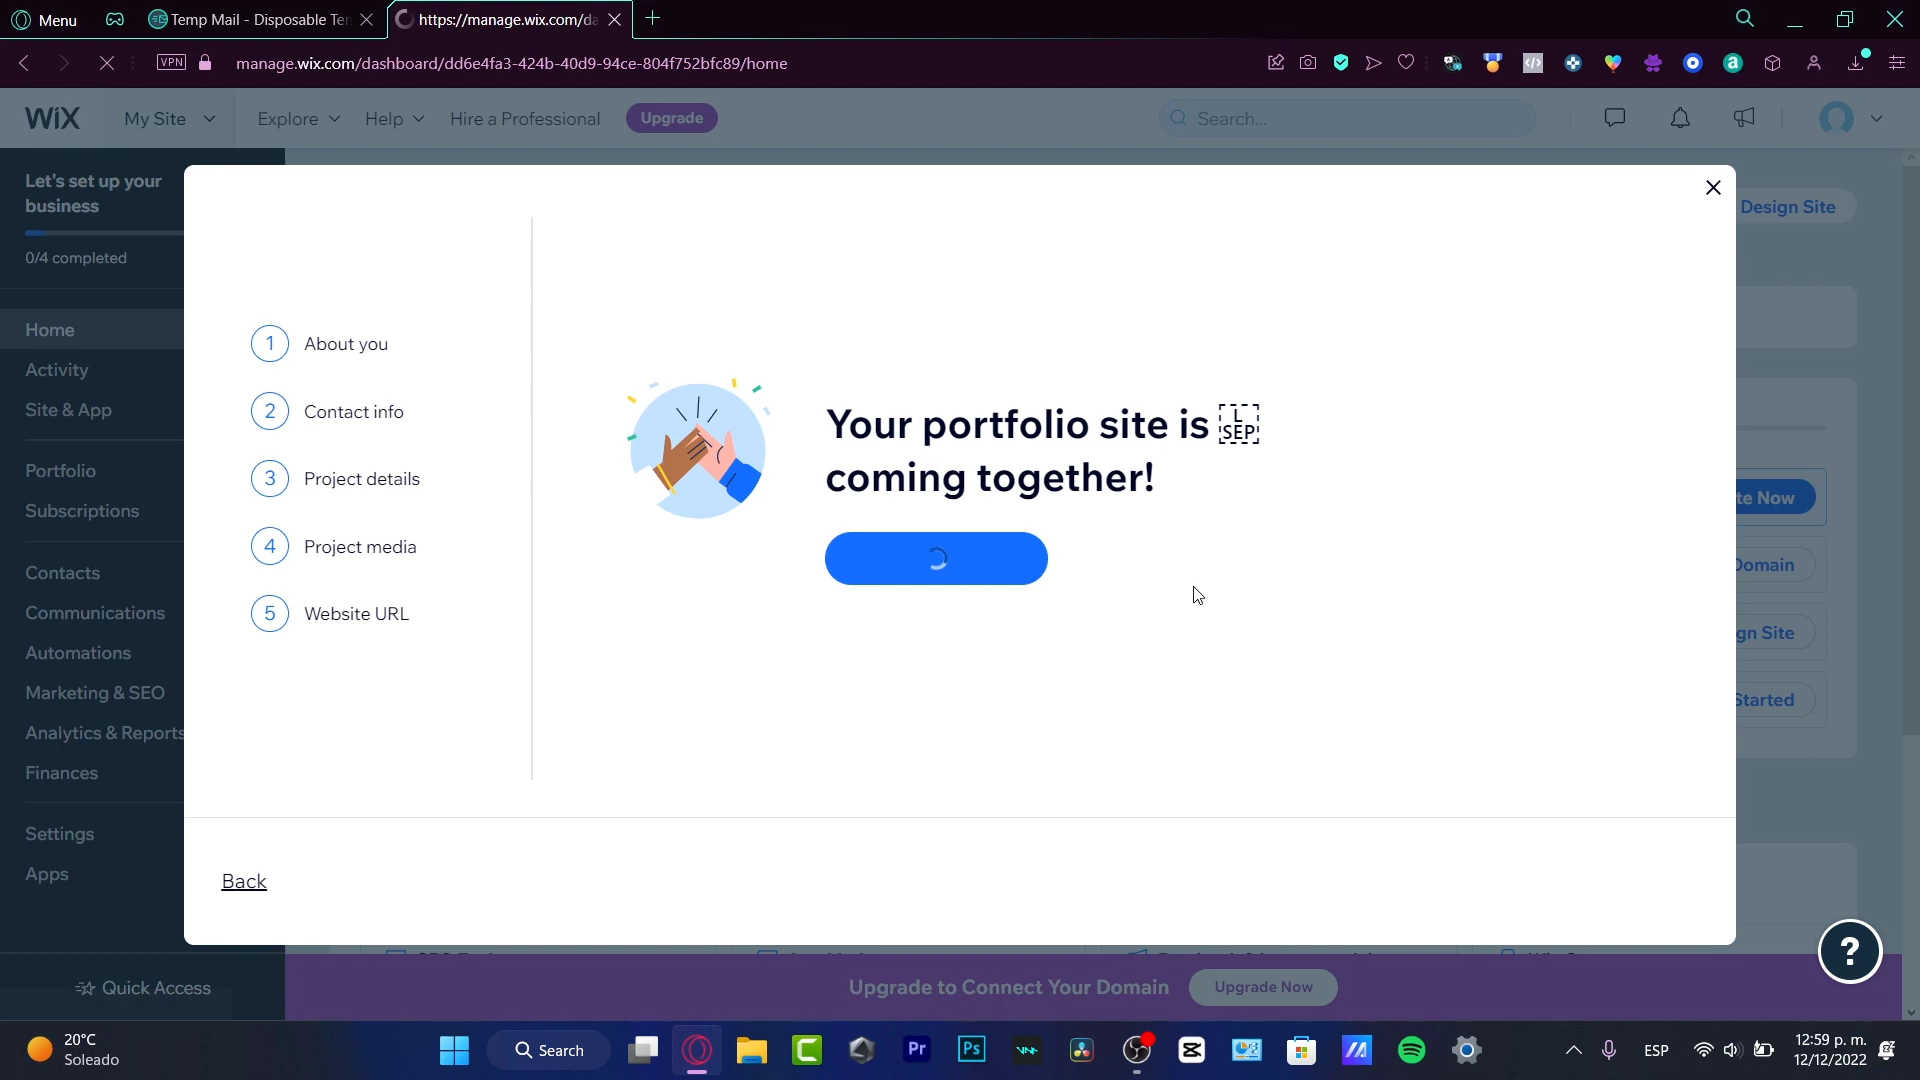 Menu
Temp Mail - Disposable Te
https://manage.wix.com/da
VPN
manage.wix.com/dashboard/dd6e4fa3-424b-40d9-94ce-804f752bfc89/home
WiX
My Site
Explore
Help
Hire a Professional
Upgrade
Search...
Let's set up your
business
0/4 completed
Design Site
Home
Activity
Site & App
Portfolio
Subscriptions
Contacts
Communications
Automations
Marketing & SEO
Analytics & Reports
Finances
Settings
Apps
Quick Access
1 About you
2 Contact info
3 Project details
4 Project media
5 Website URL
Your portfolio site is
L
SEP
coming together!
te Now
Domain
gn Site
Started
Back
?
Upgrade to Connect Your Domain
Upgrade Now
20°C
Soleado
Search
Pr
Ps
ESP
12:59 p. m.
12/12/2022